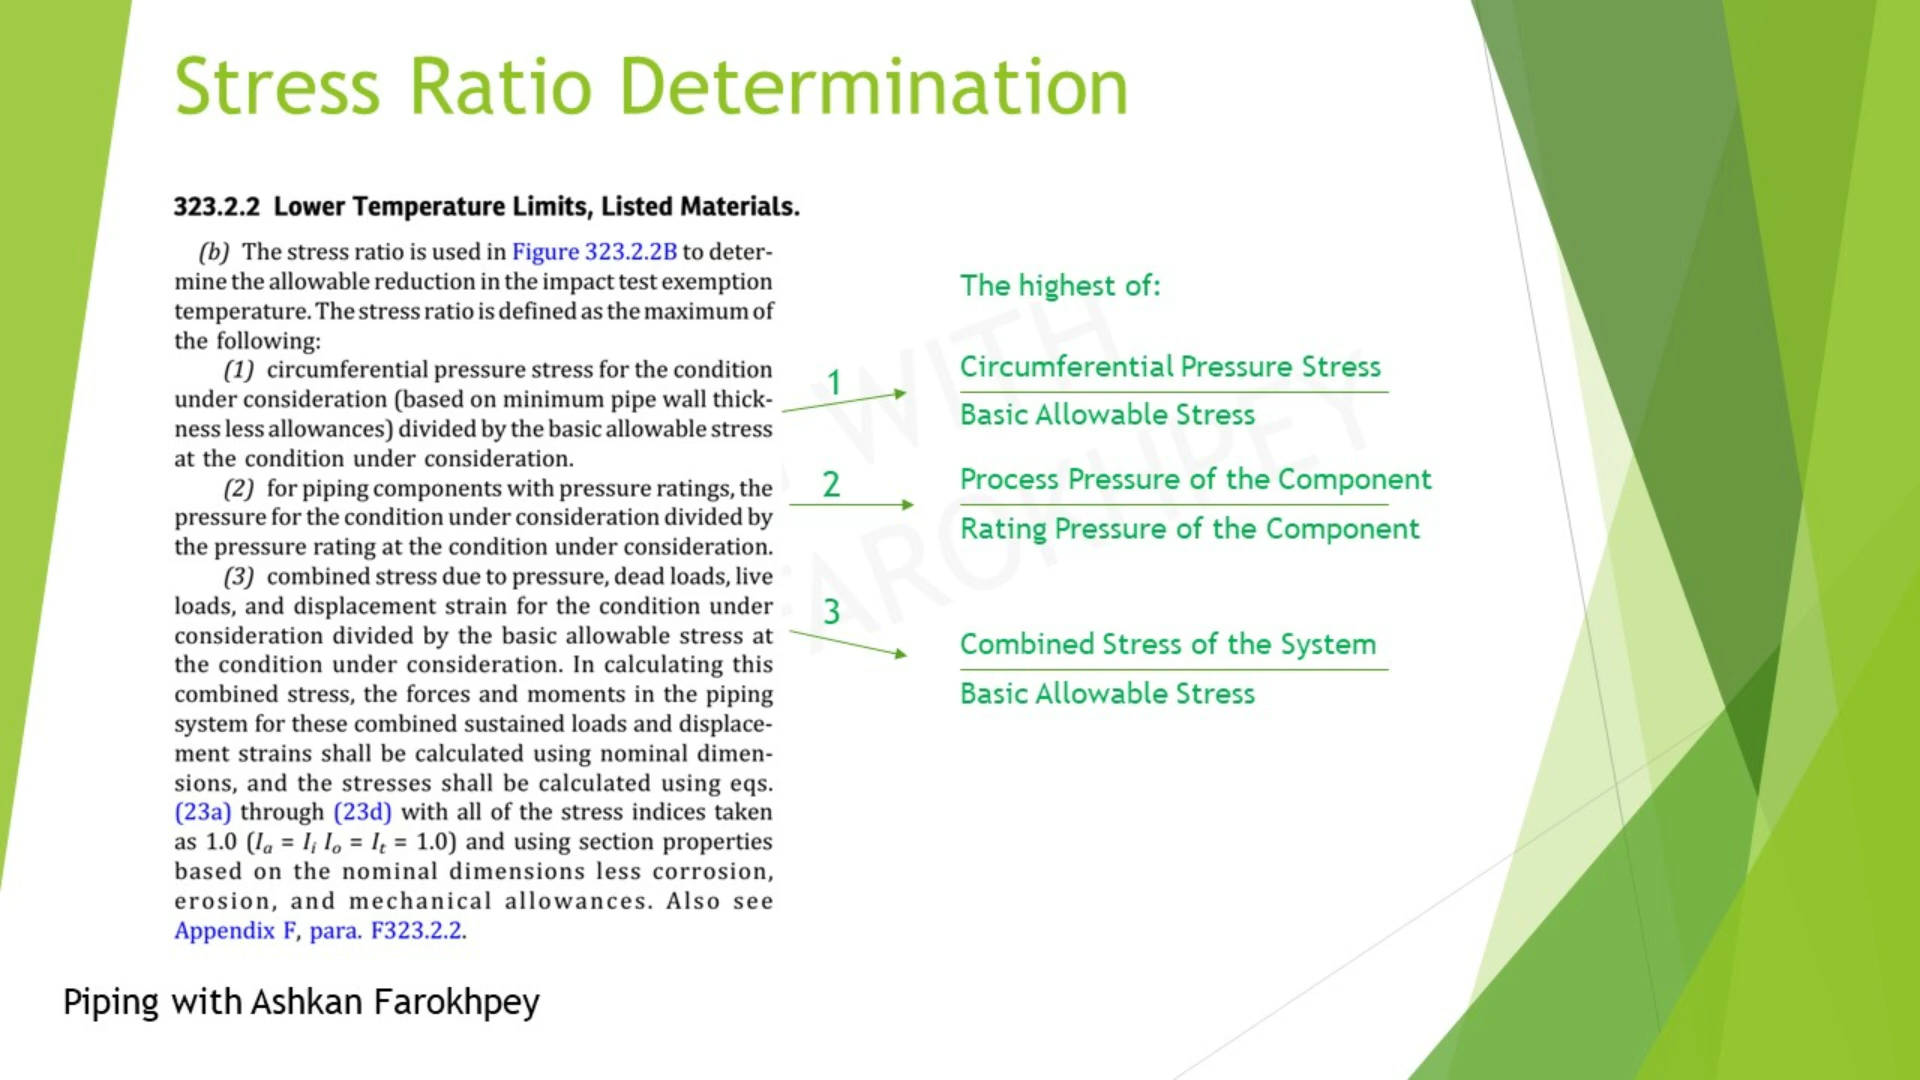 Stress Ratio Determination
323.2.2 Lower Temperature Limits, Listed Materials.
(b) The stress ratio is used in Figure 323.2.2B to deter-
mine the allowable reduction in the impact test exemption
temperature. The stress ratio is defined as the maximum of
the following:
(1) circumferential pressure stress for the condition
under consideration (based on minimum pipe wall thick-
ness less allowances) divided by the basic allowable stress
at the condition under consideration.
(2) for piping components with pressure ratings, the
pressure for the condition under consideration divided by
the pressure rating at the condition under consideration.
(3) combined stress due to pressure, dead loads, live
loads, and displacement strain for the condition under
consideration divided by the basic allowable stress at
the condition under consideration. In calculating this
combined stress, the forces and moments in the piping
system for these combined sustained loads and displace-
ment strains shall be calculated using nominal dimen-
sions, and the stresses shall be calculated using eqs.
(23a) through (23d) with all of the stress indices taken
as 1.0 (Iₐ = Iᵢ Iₒ = Iₜ = 1.0) and using section properties
based on the nominal dimensions less corrosion,
erosion, and mechanical allowances. Also see
Appendix F, para. F323.2.2.
The highest of:
1
Circumferential Pressure Stress
Basic Allowable Stress
2
Process Pressure of the Component
Rating Pressure of the Component
3
Combined Stress of the System
Basic Allowable Stress
WITH
FAROKHPEY
Piping with Ashkan Farokhpey